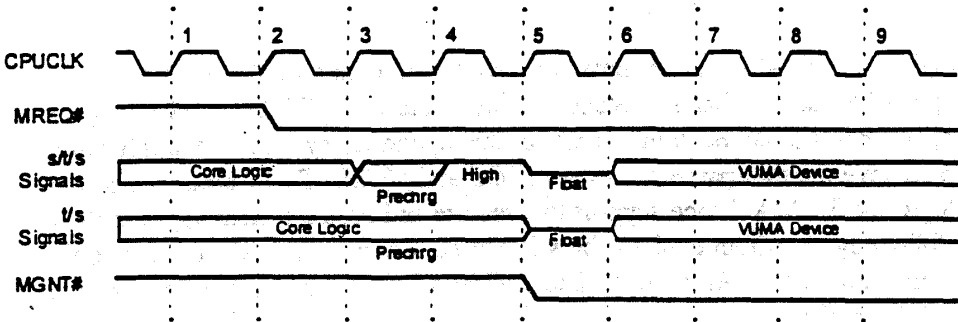 1 2 3 4 5 6 7 8 9
CPUCLK
MREQ#
s/t/s
Signals
Core Logic
Prechrg
High
Float
VUMA Device
t/s
Signals
Core Logic
Prechrg
Float
VUMA Device
MGNT#